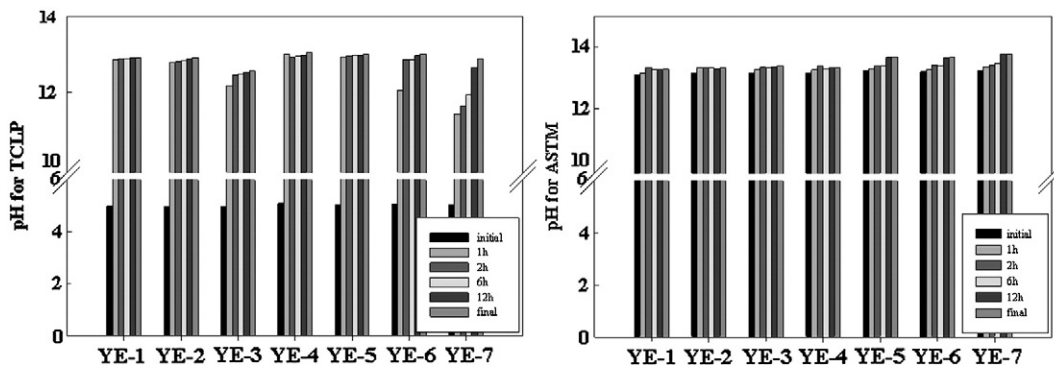 14
12
10
6
4
2
0
pH for TCLP
initial
1h
2h
6h
12h
final
YE-1 YE-2 YE-3 YE-4 YE-5 YE-6 YE-7
14
12
10
6
4
2
0
pH for ASTM
initial
1h
2h
6h
12h
final
YE-1 YE-2 YE-3 YE-4 YE-5 YE-6 YE-7